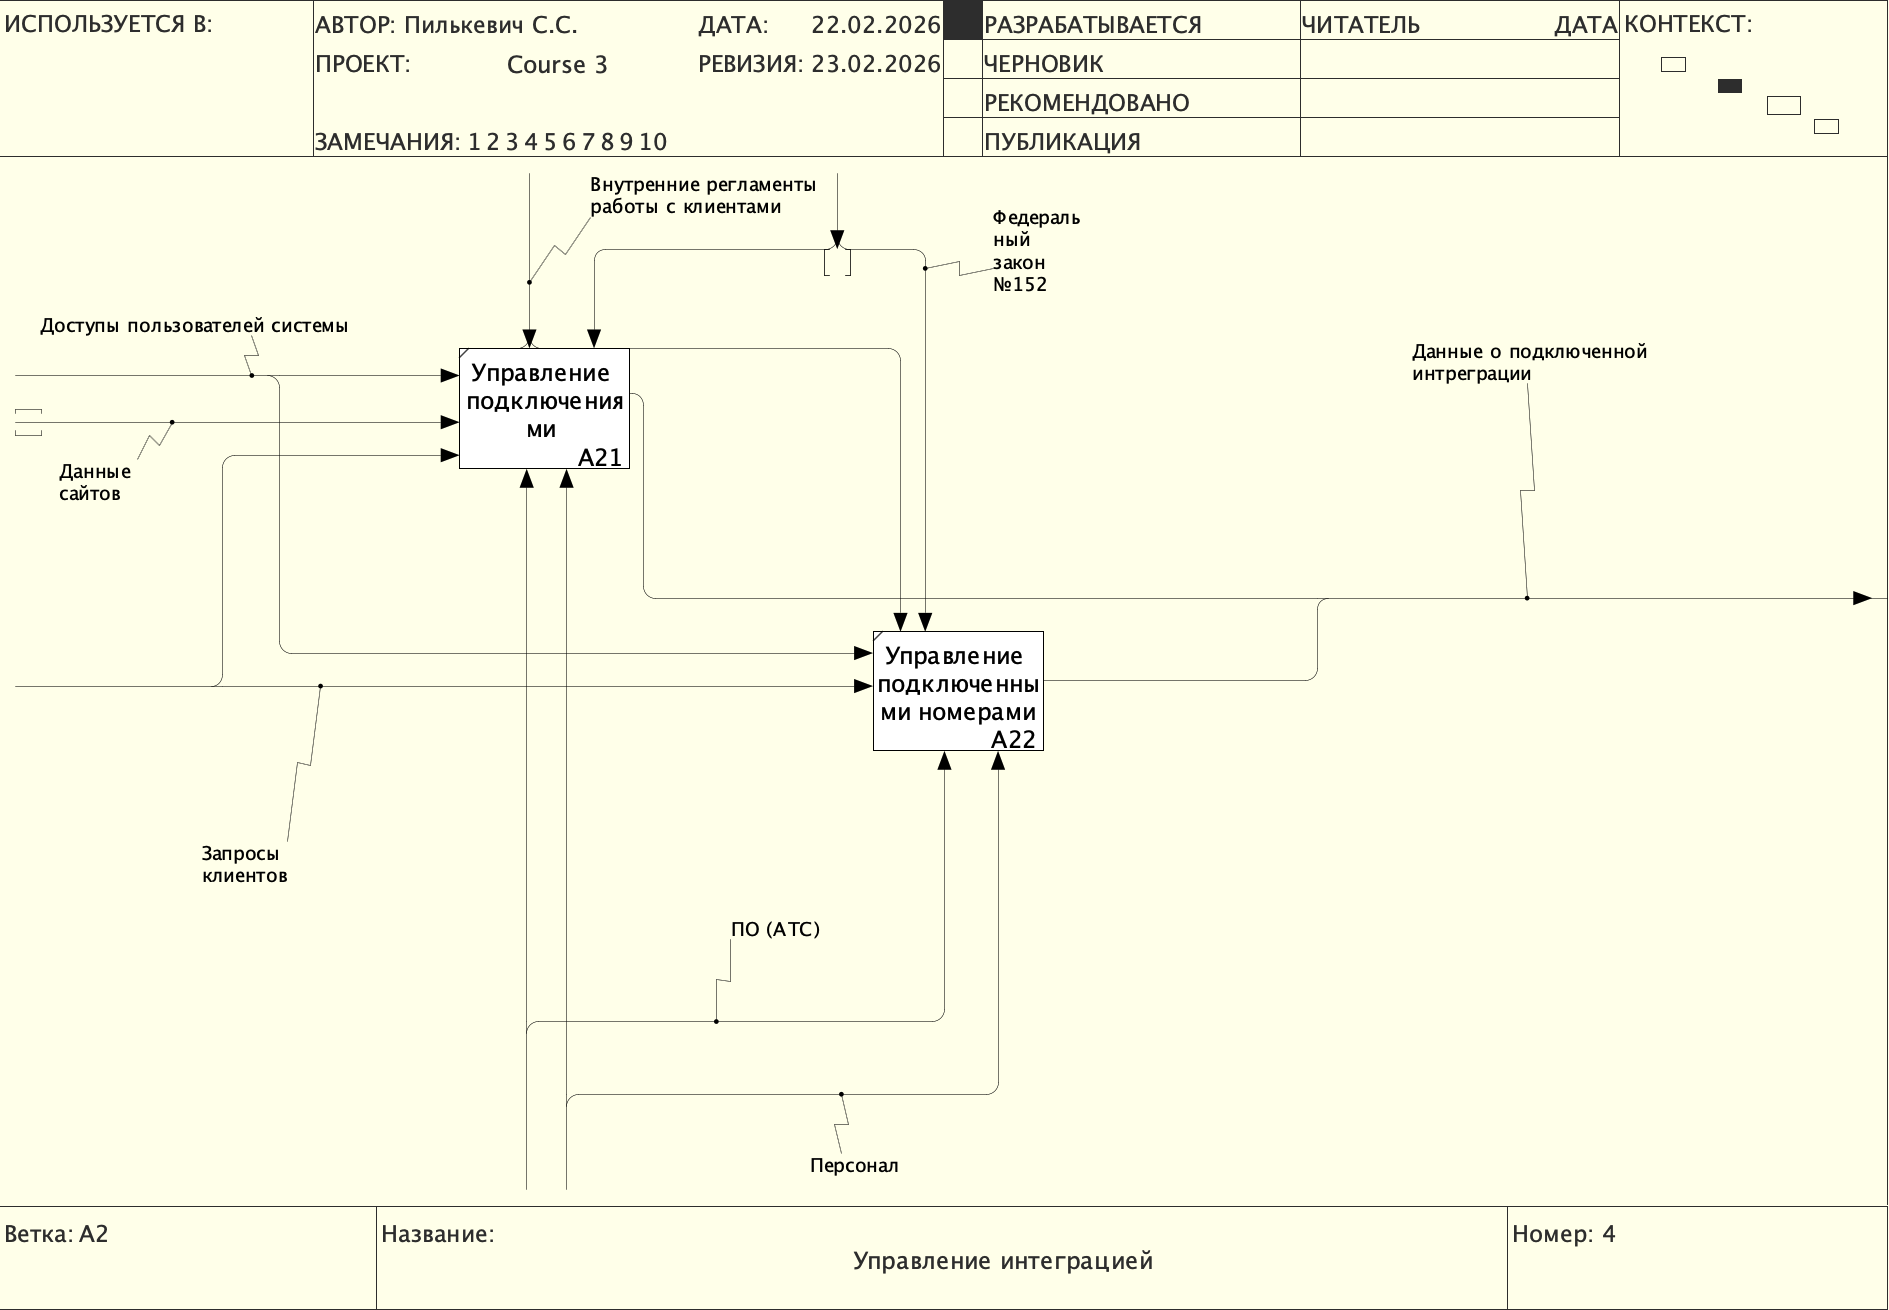 ИСПОЛЬЗУЕТСЯ В:
АВТОР: Пилькевич С.С.
ДАТА: 22.02.2026
ПРОЕКТ: Course 3
РЕВИЗИЯ: 23.02.2026
ЗАМЕЧАНИЯ: 1 2 3 4 5 6 7 8 9 10
РАЗРАБАТЫВАЕТСЯ
ЧЕРНОВИК
РЕКОМЕНДОВАНО
ПУБЛИКАЦИЯ
ЧИТАТЕЛЬ ДАТА
КОНТЕКСТ:
Внутренние регламенты
работы с клиентами
Федераль
ный
закон
№152
Доступы пользователей системы
Данные о подключенной
интреграции
Управление
подключения
ми
A21
Данные
сайтов
Управление
подключенны
ми номерами
A22
Запросы
клиентов
ПО (АТС)
Персонал
Ветка: A2
Название:
Управление интеграцией
Номер: 4